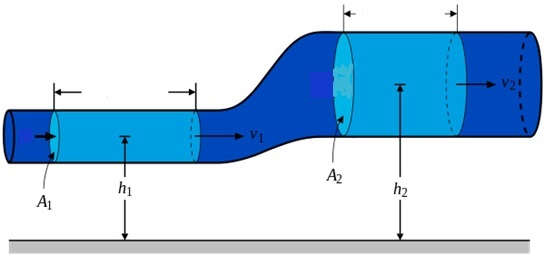 v₂
v₁
A₂
h₁
h₂
A₁